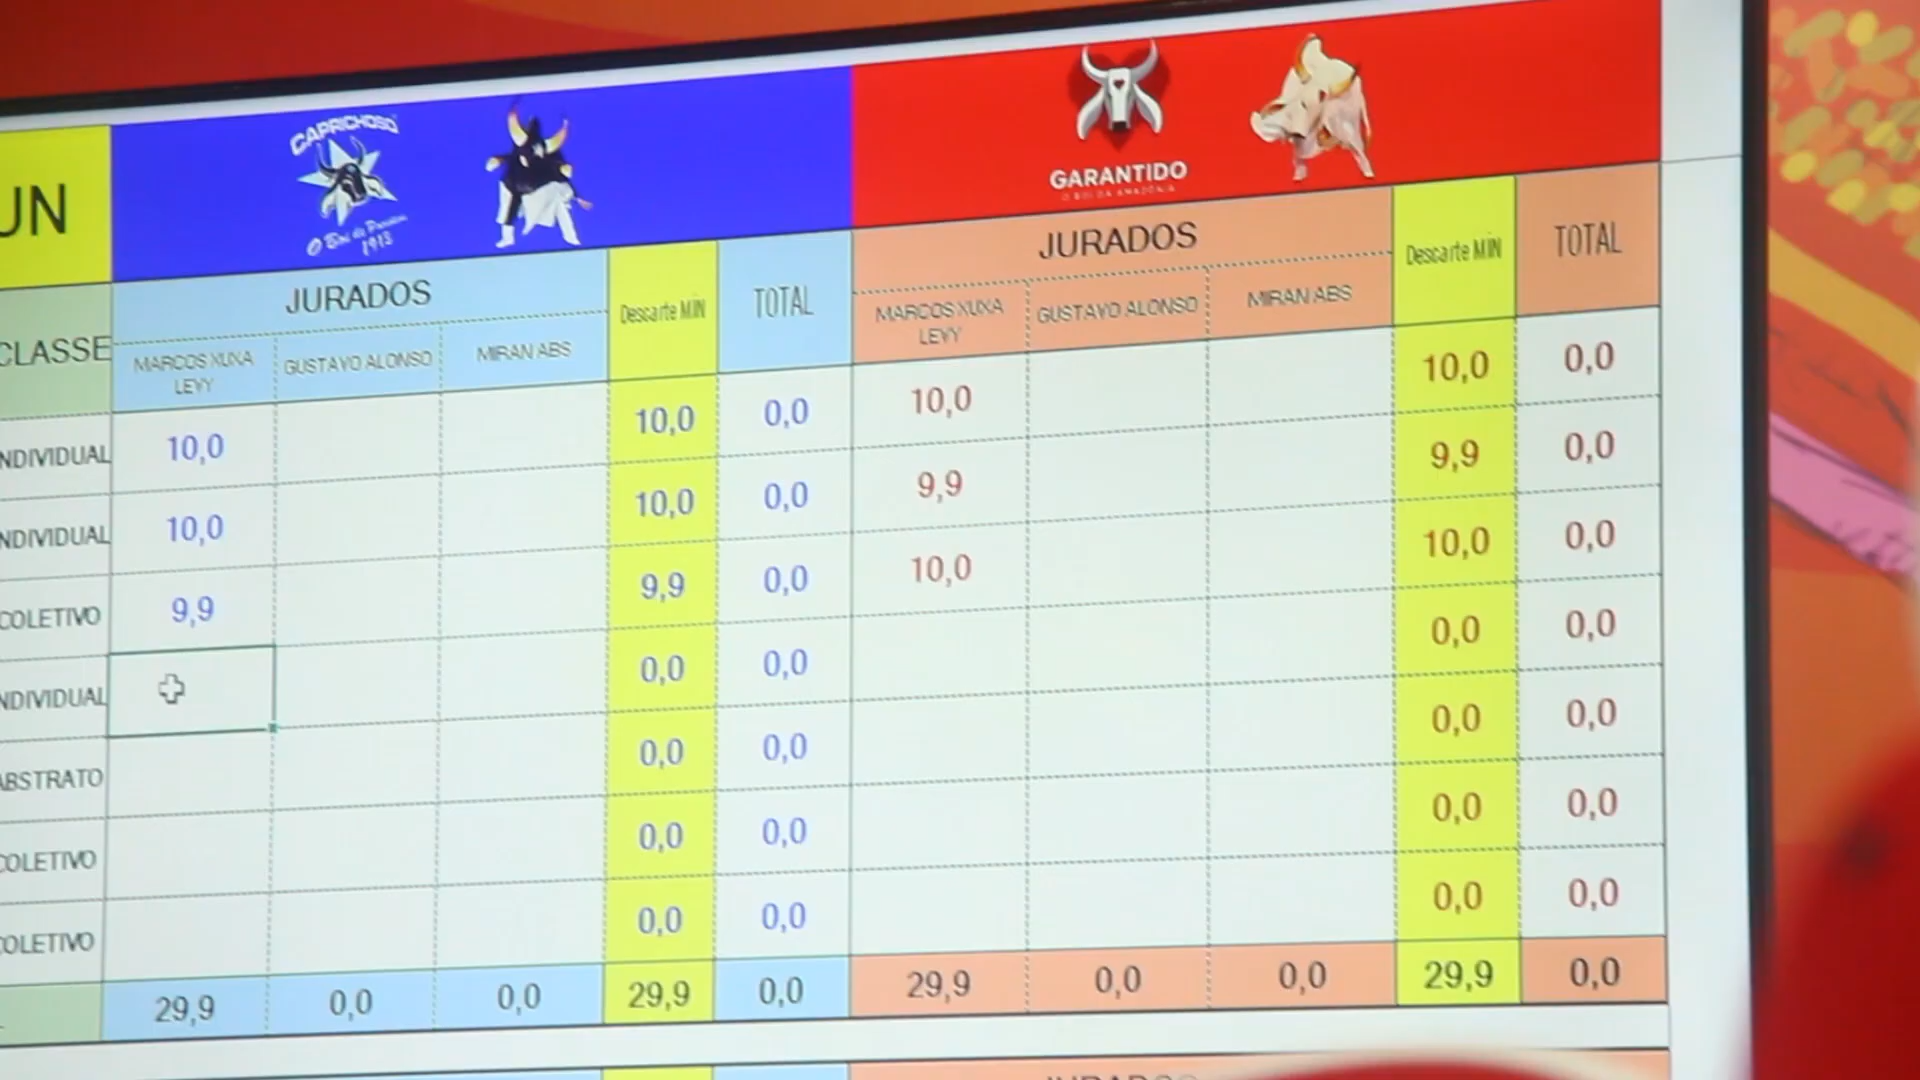 UN
CAPRICHOSO
O Boi de Parintins
1913
GARANTIDO
O BOI DA AMAZÔNIA
CLASSE
JURADOS
Descarte MÍN
TOTAL
JURADOS
Descarte MÍN
TOTAL
MARCOS XUXA LEVY
GUSTAVO ALONSO
MIRAN ABS
MARCOS XUXA LEVY
GUSTAVO ALONSO
MIRAN ABS
NDIVIDUAL 10,0 10,0 0,0 10,0 10,0 0,0
NDIVIDUAL 10,0 10,0 0,0 9,9 9,9 0,0
COLETIVO 9,9 9,9 0,0 10,0 10,0 0,0
NDIVIDUAL 0,0 0,0 0,0 0,0
ABSTRATO 0,0 0,0 0,0 0,0
COLETIVO 0,0 0,0 0,0 0,0
COLETIVO 0,0 0,0 0,0 0,0
29,9 0,0 0,0 29,9 0,0 29,9 0,0 0,0 29,9 0,0
JURADOS